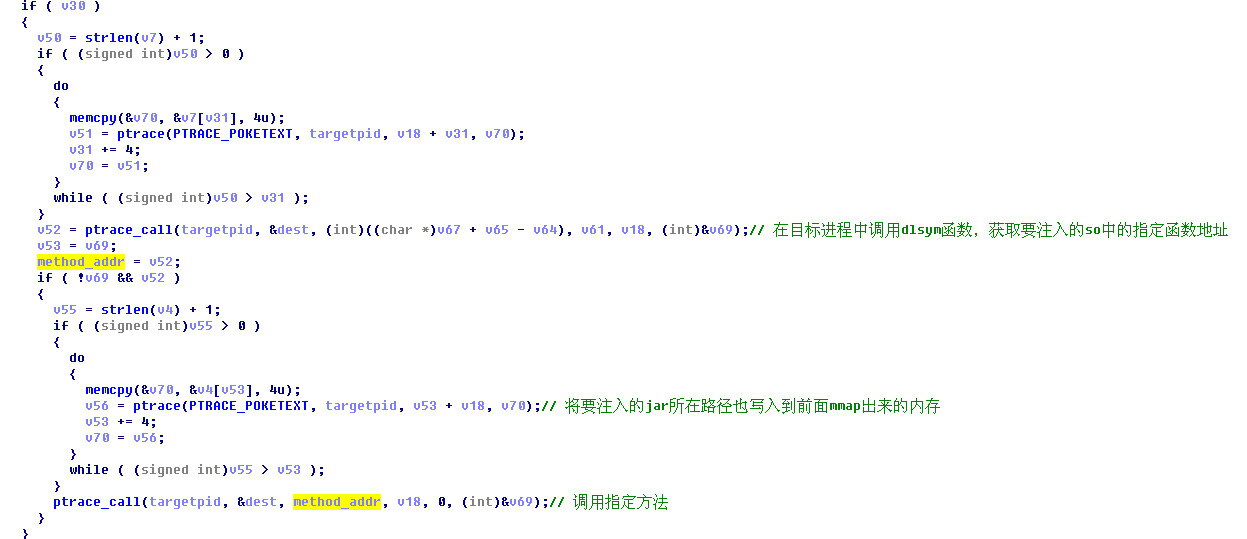 if ( v30 )
{
v50 = strlen(v7) + 1;
if ( (signed int)v50 > 0 )
{
do
{
memcpy(&v70, &v7[v31], 4u);
v51 = ptrace(PTRACE_POKETEXT, targetpid, v18 + v31, v70);
v31 += 4;
v70 = v51;
}
while ( (signed int)v50 > v31 );
}
v52 = ptrace_call(targetpid, &dest, (int)((char *)v67 + v65 - v64), v61, v18, (int)&v69);// 在目标进程中调用dlsym函数，获取要注入的so中的指定函数地址
v53 = v69;
method_addr = v52;
if ( !v69 && v52 )
{
v55 = strlen(v4) + 1;
if ( (signed int)v55 > 0 )
{
do
{
memcpy(&v70, &v4[v53], 4u);
v56 = ptrace(PTRACE_POKETEXT, targetpid, v53 + v18, v70);// 将要注入的jar所在路径也写入到前面mmap出来的内存
v53 += 4;
v70 = v56;
}
while ( (signed int)v55 > v53 );
}
ptrace_call(targetpid, &dest, method_addr, v18, 0, (int)&v69);// 调用指定方法
}
}